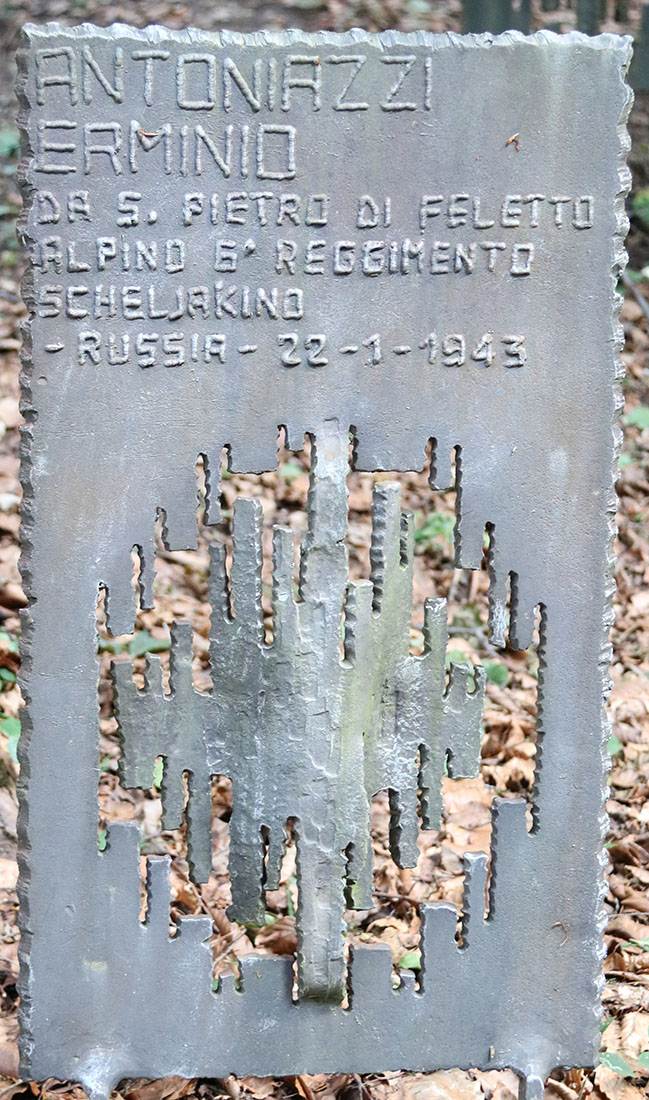 ANTONIAZZI
ERMINIO
DA S. PIETRO DI FELETTO
ALPINO 6° REGGIMENTO
SCHELJAKINO
- RUSSIA - 22 - 1 - 1943